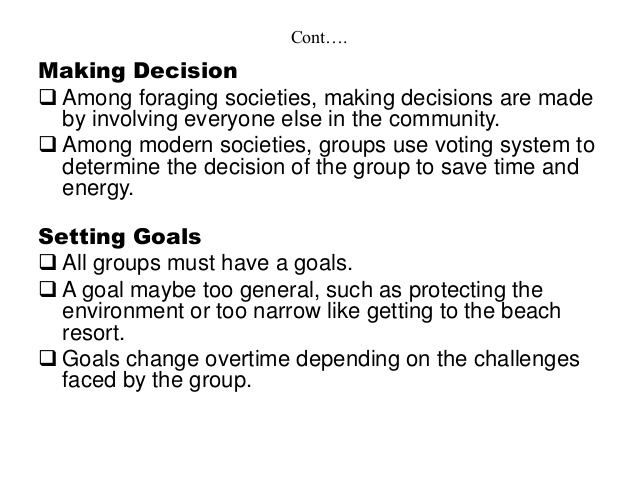 Cont….
Making Decision
❑ Among foraging societies, making decisions are made
by involving everyone else in the community.
❑ Among modern societies, groups use voting system to
determine the decision of the group to save time and
energy.
Setting Goals
❑ All groups must have a goals.
❑ A goal maybe too general, such as protecting the
environment or too narrow like getting to the beach
resort.
❑ Goals change overtime depending on the challenges
faced by the group.